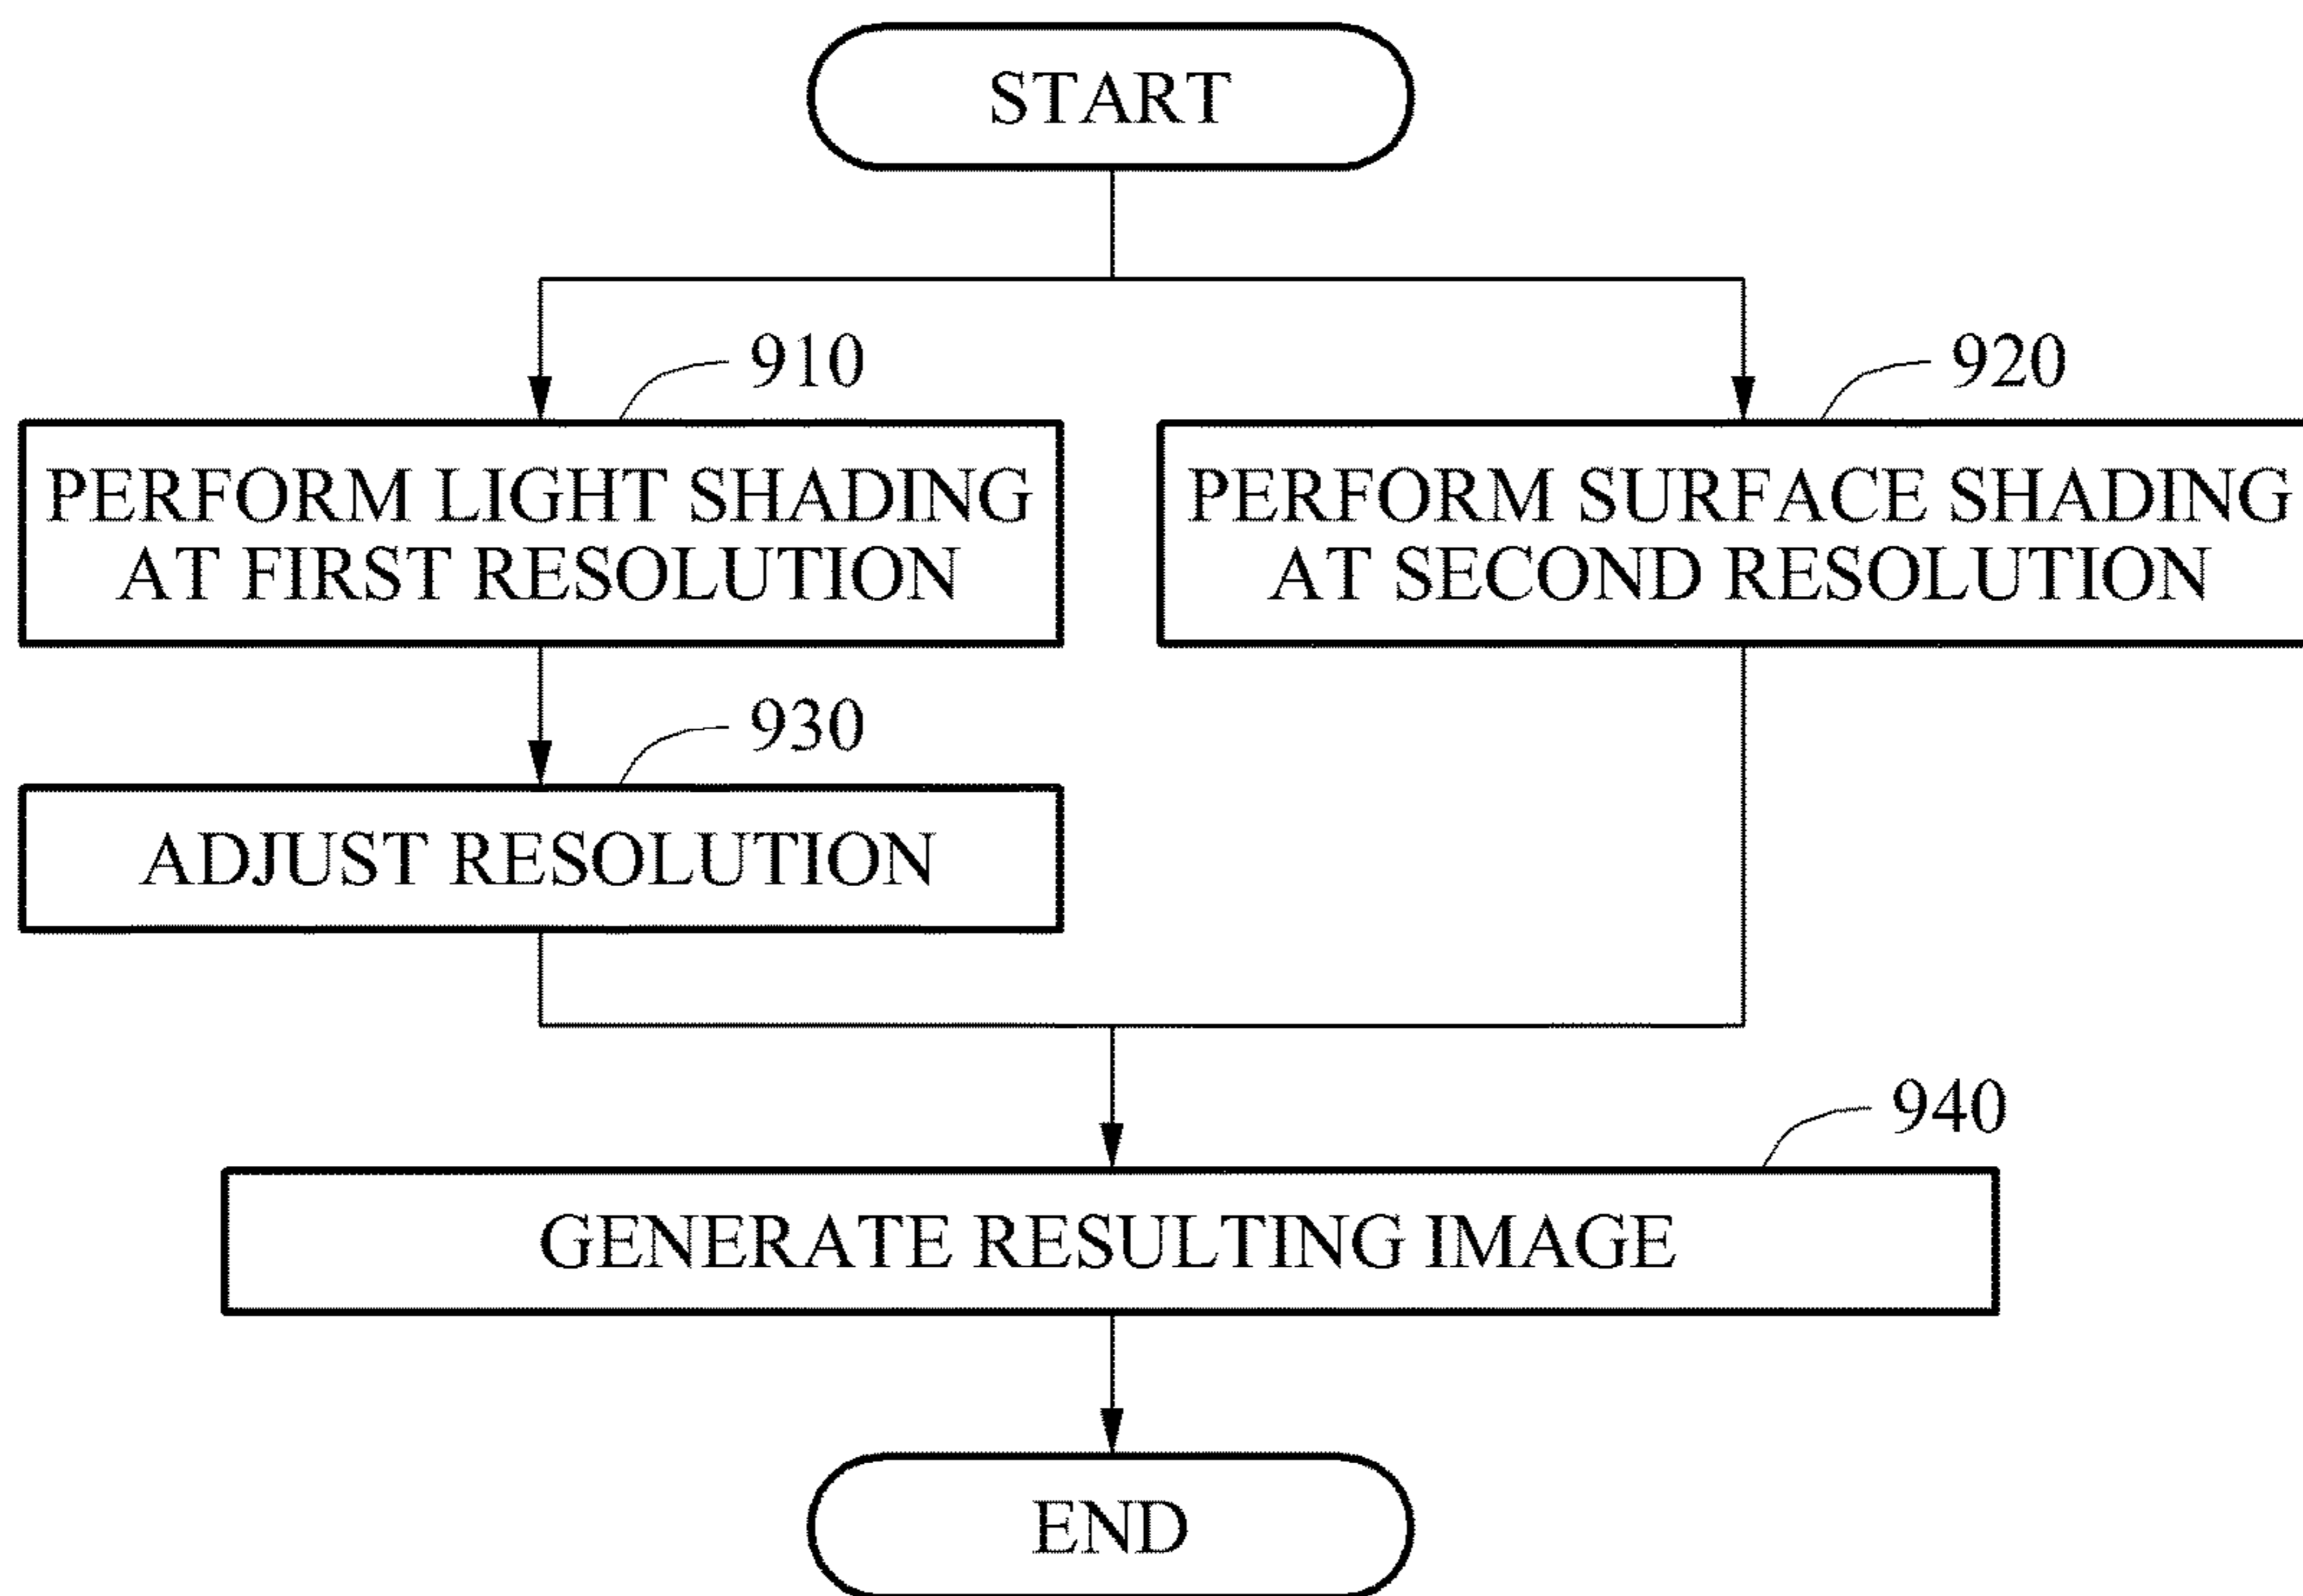 START
910
920
PERFORM LIGHT SHADING
AT FIRST RESOLUTION
PERFORM SURFACE SHADING
AT SECOND RESOLUTION
930
ADJUST RESOLUTION
940
GENERATE RESULTING IMAGE
END